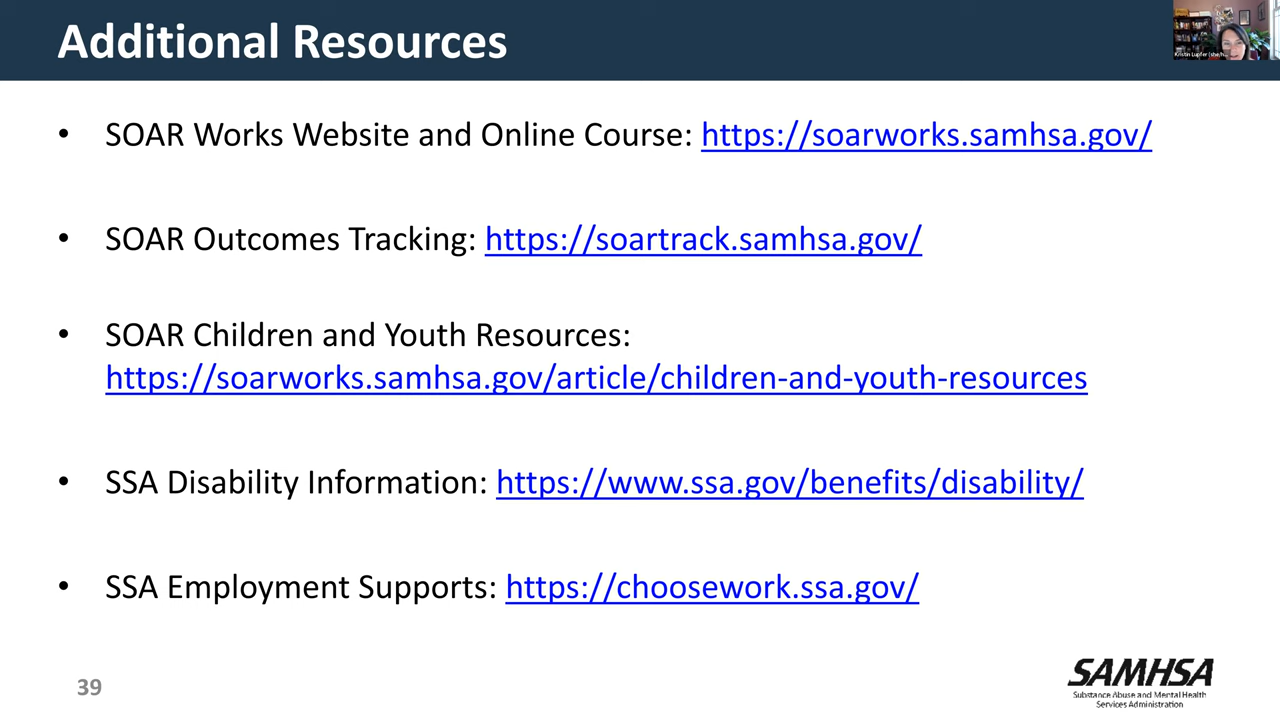 Additional Resources
Kristin Lupfer (she/h...
• SOAR Works Website and Online Course: https://soarworks.samhsa.gov/
• SOAR Outcomes Tracking: https://soartrack.samhsa.gov/
• SOAR Children and Youth Resources:
https://soarworks.samhsa.gov/article/children-and-youth-resources
• SSA Disability Information: https://www.ssa.gov/benefits/disability/
• SSA Employment Supports: https://choosework.ssa.gov/
39
SAMHSA
Substance Abuse and Mental Health
Services Administration